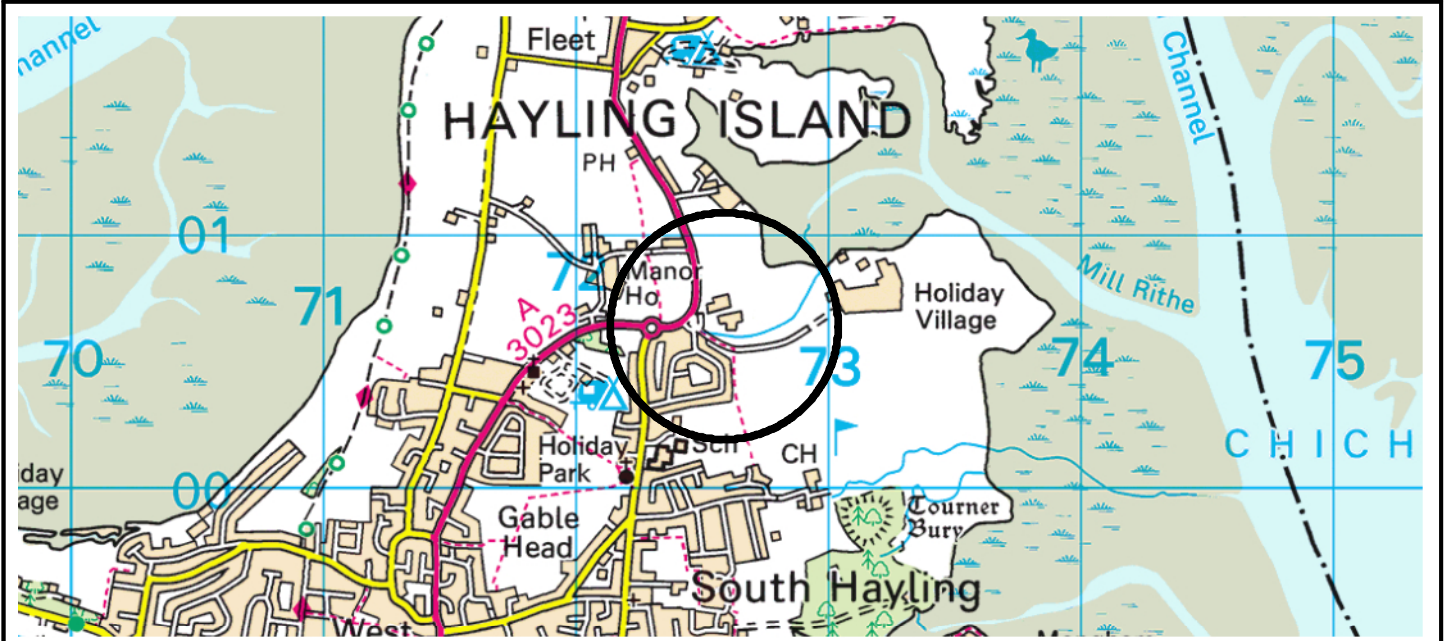 hannel
Fleet
Channel
HAYLING ISLAND
PH
01
72
Manor
Ho
71
A
3023
Mill Rithe
Holiday
Village
70
73
74
75
Holiday
Park
Sch
CH
CHICH
iday
age
00
Gable
Head
Tourner
Bury
South Hayling
West